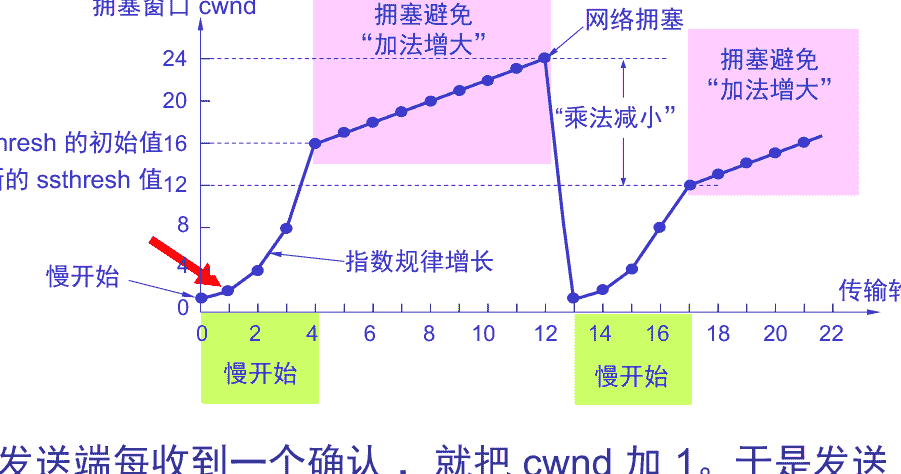 拥塞窗口 cwnd
拥塞避免
“加法增大”
网络拥塞
拥塞避免
“加法增大”
24
20
“乘法减小”
hresh 的初始值16
的 ssthresh 值12
8
4
0
指数规律增长
慢开始
传输
0 2 4 6 8 10 12 14 16 18 20 22
慢开始
慢开始
发送端每收到一个确认 ，就把 cwnd 加 1。于是发送